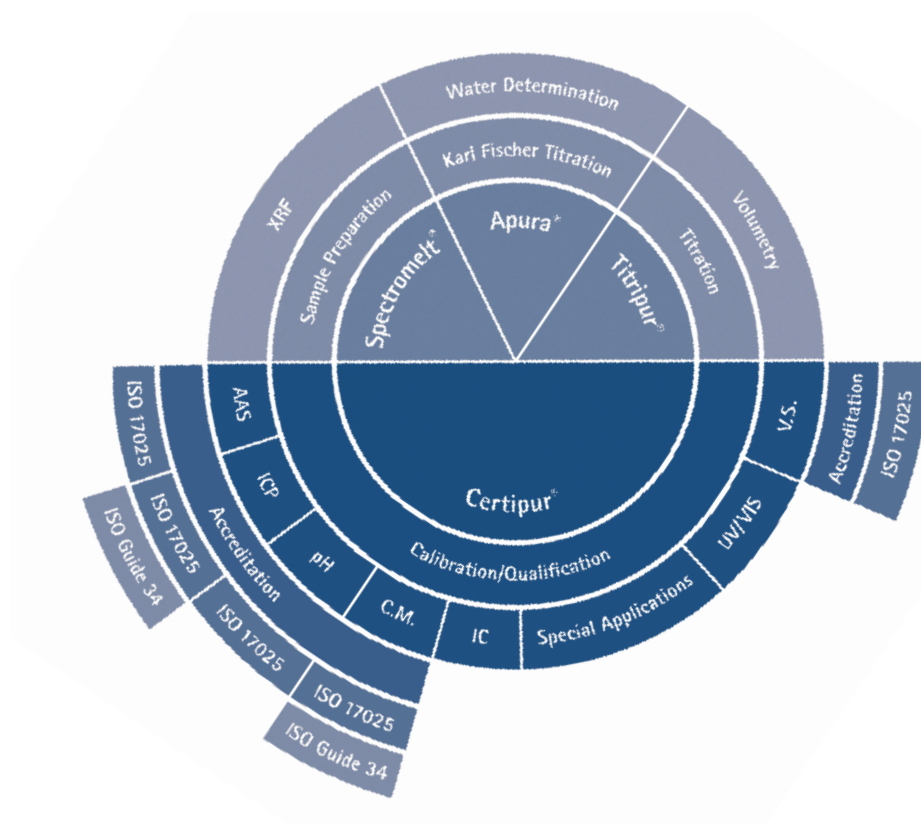 Water Determination
Karl Fischer Titration
Apura*
XRF
Sample Preparation
Spectromelt®
Volumetry
Titration
Titripur®
Certipur®
Calibration/Qualification
AAS
ICP
pH
C.M.
IC
Special Applications
UV/VIS
V.S.
Accreditation
ISO 17025
Accreditation
ISO 17025
ISO 17025
ISO Guide 34
ISO 17025
ISO 17025
ISO Guide 34